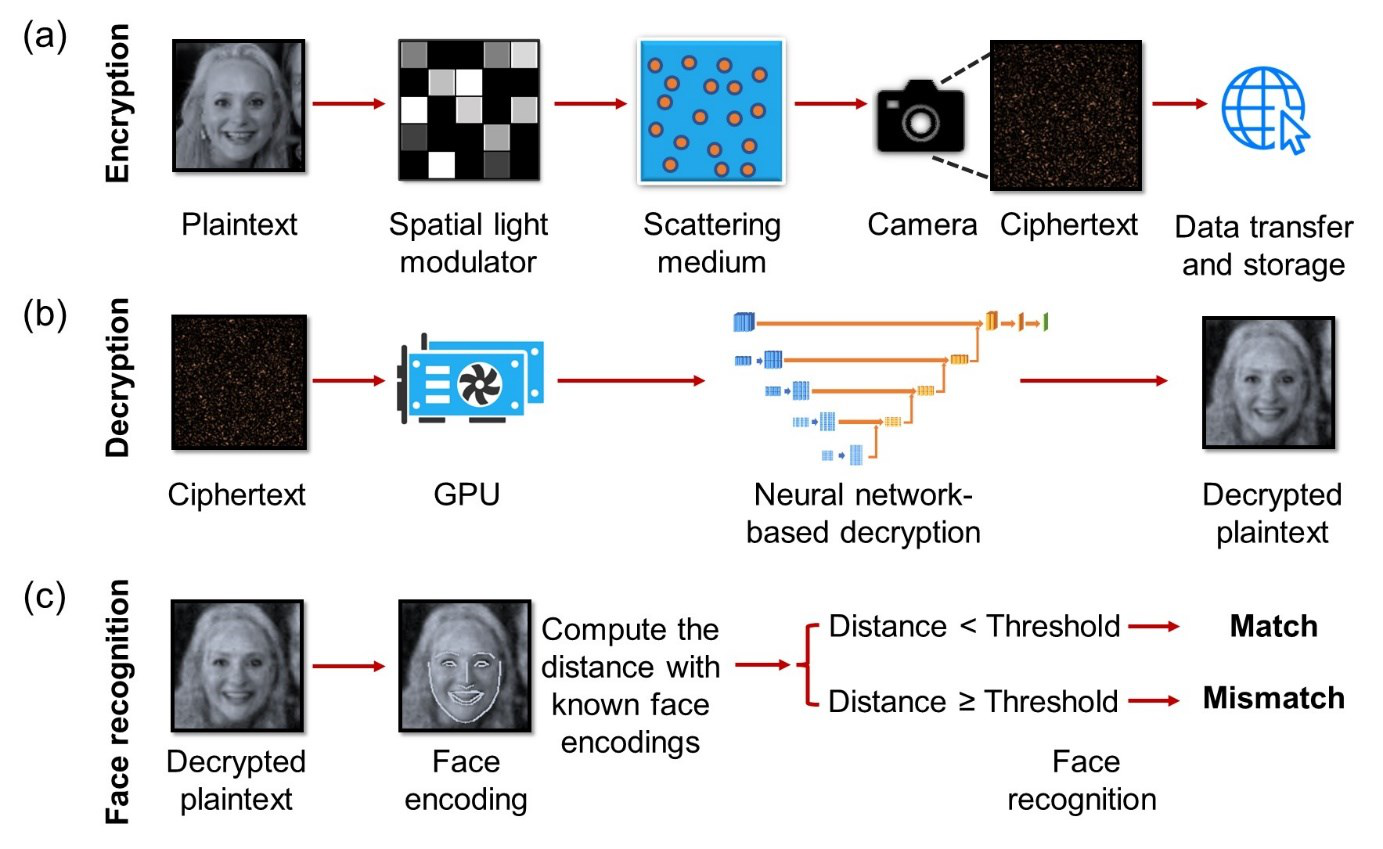 (a)
Encryption
Plaintext
Spatial light
modulator
Scattering
medium
Camera
Ciphertext
Data transfer
and storage
(b)
Decryption
Ciphertext
GPU
Neural network-
based decryption
Decrypted
plaintext
(c)
Face recognition
Decrypted
plaintext
Face
encoding
Compute the
distance with
known face
encodings
Distance < Threshold
Match
Distance ≥ Threshold
Mismatch
Face
recognition